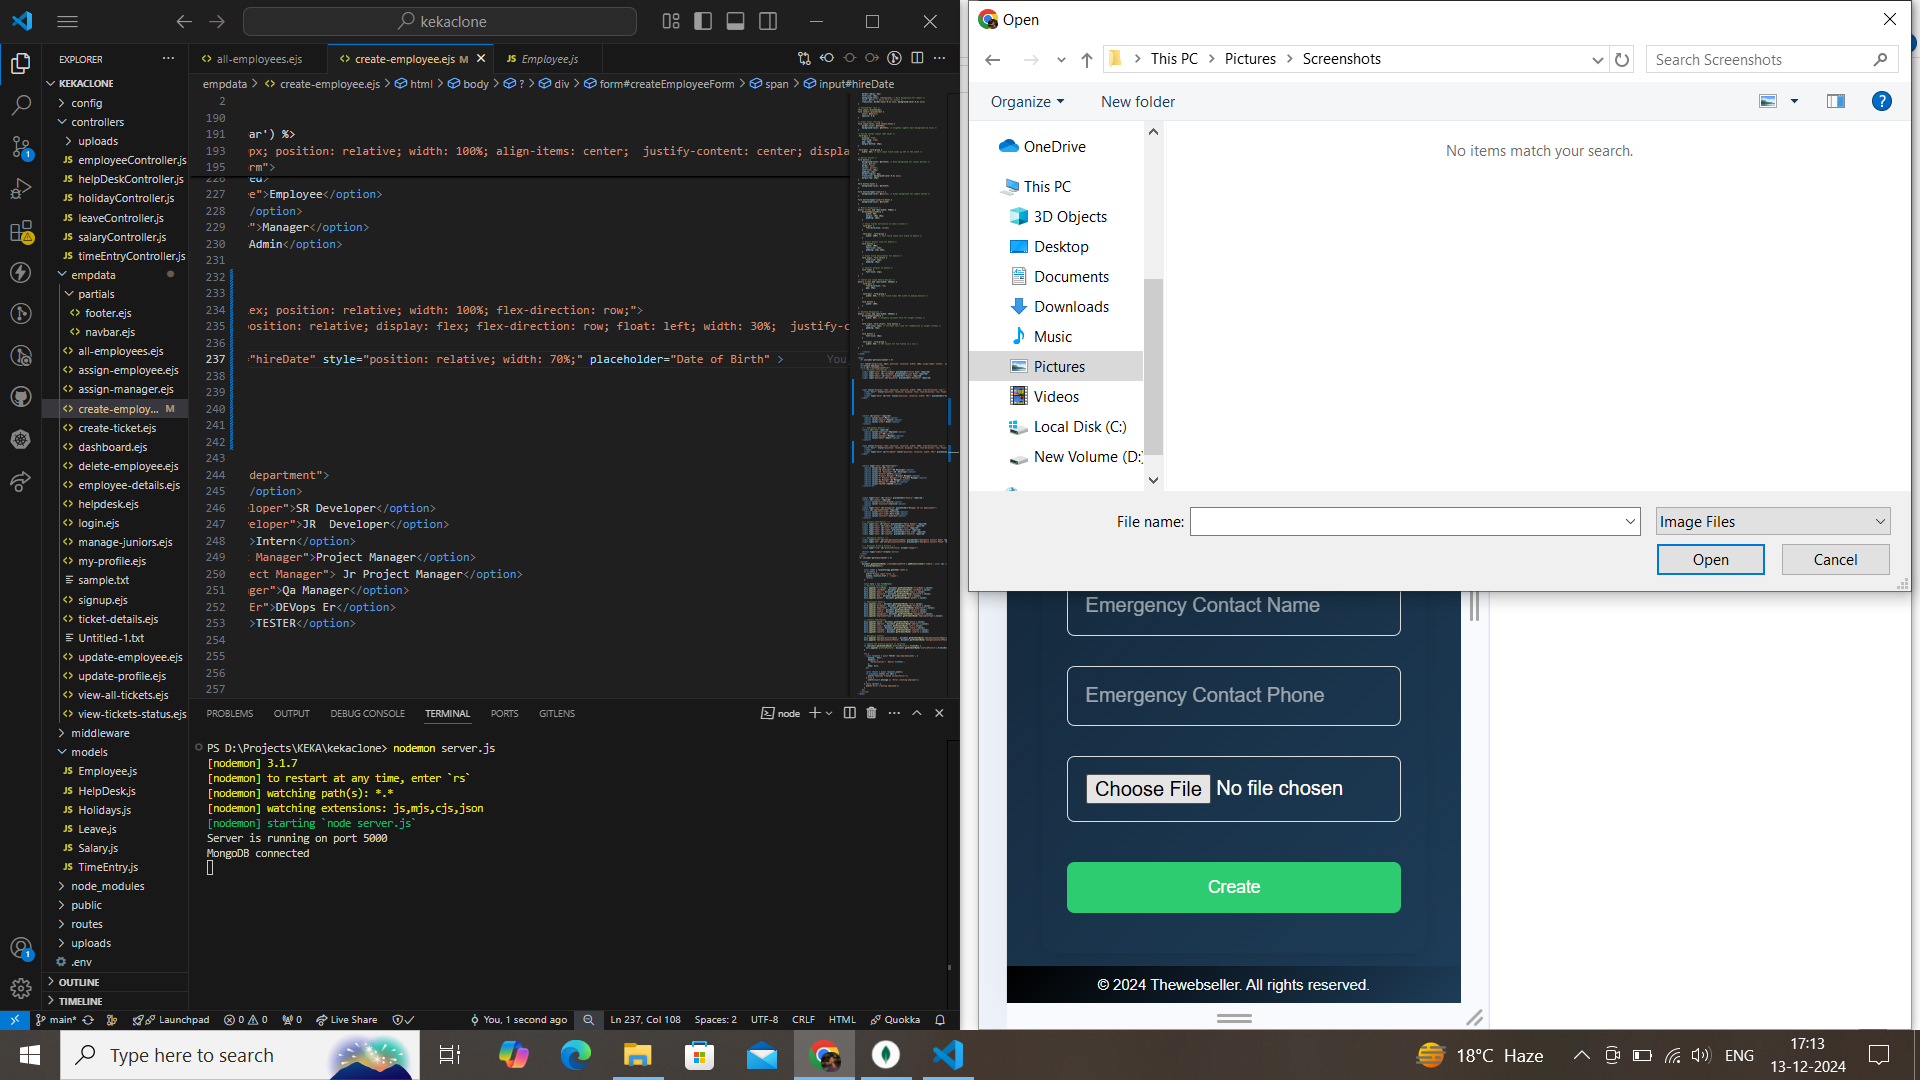 kekaclone
EXPLORER
KEKACLONE
config
controllers
uploads
employeeController.js
helpDeskController.js
holidayController.js
leaveController.js
salaryController.js
timeEntryController.js
empdata
partials
footer.ejs
navbar.ejs
all-employees.ejs
assign-employee.ejs
assign-manager.ejs
create-employ... M
create-ticket.ejs
dashboard.ejs
delete-employee.ejs
employee-details.ejs
helpdesk.ejs
login.ejs
manage-juniors.ejs
my-profile.ejs
sample.txt
signup.ejs
ticket-details.ejs
Untitled-1.txt
update-employee.ejs
update-profile.ejs
view-all-tickets.ejs
view-tickets-status.ejs
middleware
models
Employee.js
HelpDesk.js
Holidays.js
Leave.js
Salary.js
TimeEntry.js
node_modules
public
routes
uploads
.env
OUTLINE
TIMELINE
all-employees.ejs
create-employee.ejs M
Employee.js
empdata > create-employee.ejs > html > body > ? > div > form#createEmployeeForm > span > input#hireDate
2
190
191 ar') %>
193 px; position: relative; width: 100%; align-items: center;  justify-content: center; displa
195 rm">
226 ed>
227 e">Employee</option>
228 /option>
229 ">Manager</option>
230 Admin</option>
231
232
233
234 ex; position: relative; width: 100%; flex-direction: row;">
235 position: relative; display: flex; flex-direction: row; float: left; width: 30%;  justify-c
236
237 ="hireDate" style="position: relative; width: 70%;" placeholder="Date of Birth" > You
238
239
240
241
242
243
244 department">
245 /option>
246 loper">SR Developer</option>
247 veloper">JR  Developer</option>
248 >Intern</option>
249 : Manager">Project Manager</option>
250 ect Manager"> Jr Project Manager</option>
251 ager">Qa Manager</option>
252 Er">DEVops Er</option>
253 >TESTER</option>
254
255
256
257
PROBLEMS OUTPUT DEBUG CONSOLE TERMINAL PORTS GITLENS
node
PS D:\Projects\KEKA\kekaclone> nodemon server.js
[nodemon] 3.1.7
[nodemon] to restart at any time, enter `rs`
[nodemon] watching path(s): *.*
[nodemon] watching extensions: js,mjs,cjs,json
[nodemon] starting `node server.js`
Server is running on port 5000
MongoDB connected
main* Launchpad 0 0 0 Live Share You, 1 second ago Ln 237, Col 108 Spaces: 2 UTF-8 CRLF HTML Quokka
Open
This PC > Pictures > Screenshots
Search Screenshots
Organize New folder
OneDrive
This PC
3D Objects
Desktop
Documents
Downloads
Music
Pictures
Videos
Local Disk (C:)
New Volume (D:)
No items match your search.
File name:
Image Files
Open
Cancel
Emergency Contact Name
Emergency Contact Phone
Choose File No file chosen
Create
© 2024 Thewebseller. All rights reserved.
Type here to search
18°C Haze
ENG
17:13
13-12-2024